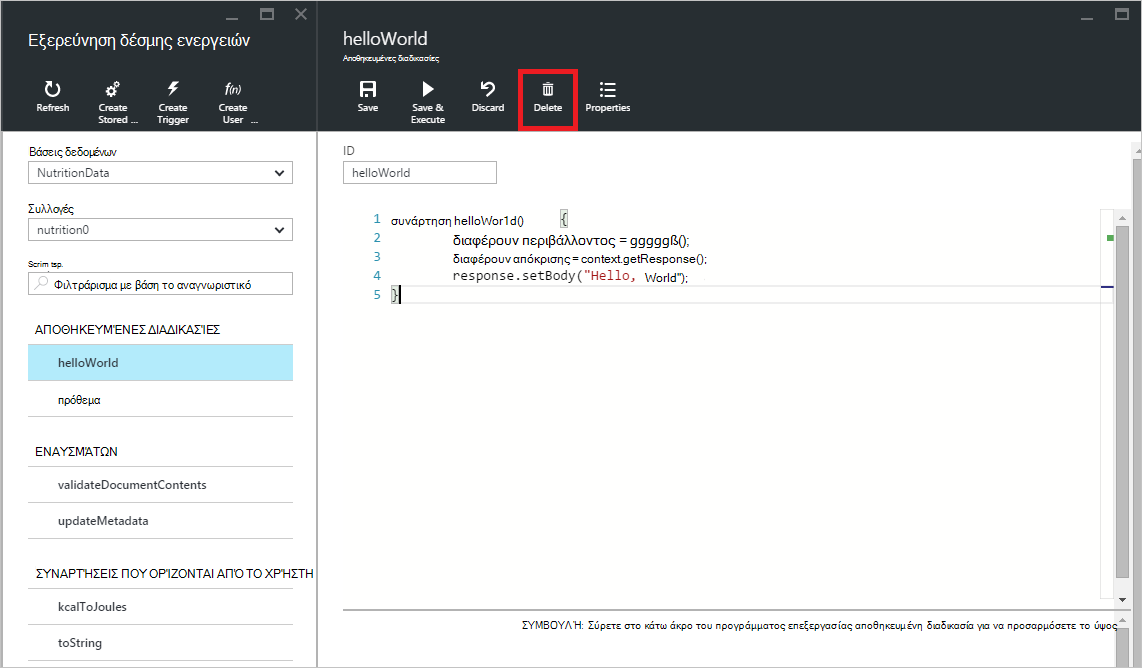 Εξερεύνηση δέσμης ενεργειών
Refresh
Create Stored ...
Create Trigger
f(n)
Create User ...
Βάσεις δεδομένων
NutritionData
Συλλογές
nutrition0
Scrim tsp.
Φιλτράρισμα με βάση το αναγνωριστικό
ΑΠΟΘΗΚΕΥΜΈΝΕΣ ΔΙΑΔΙΚΑΣΊΕΣ
helloWorld
πρόθεμα
ΕΝΑΥΣΜΆΤΩΝ
validateDocumentContents
updateMetadata
ΣΥΝΑΡΤΉΣΕΙΣ ΠΟΥ ΟΡΊΖΟΝΤΑΙ ΑΠΌ ΤΟ ΧΡΉΣΤΗ
kcalToJoules
toString
helloWorld
Αποθηκευμένες διαδικασίες
Save
Save & Execute
Discard
Delete
Properties
ID
helloWorld
1 συνάρτηση helloWor1d() {
2 διαφέρουν περιβάλλοντος = gggggß();
3 διαφέρουν απόκρισης = context.getResponse();
4 response.setBody("Hello, World");
5 }
ΣΥΜΒΟΥΛΉ: Σύρετε στο κάτω άκρο του προγράμματος επεξεργασίας αποθηκευμένη διαδικασία για να προσαρμόσετε το ύψος